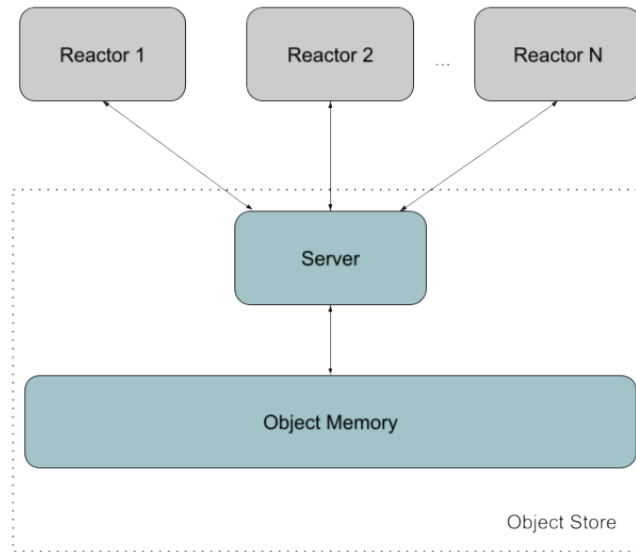 Reactor 1
Reactor 2
...
Reactor N
Server
Object Memory
Object Store